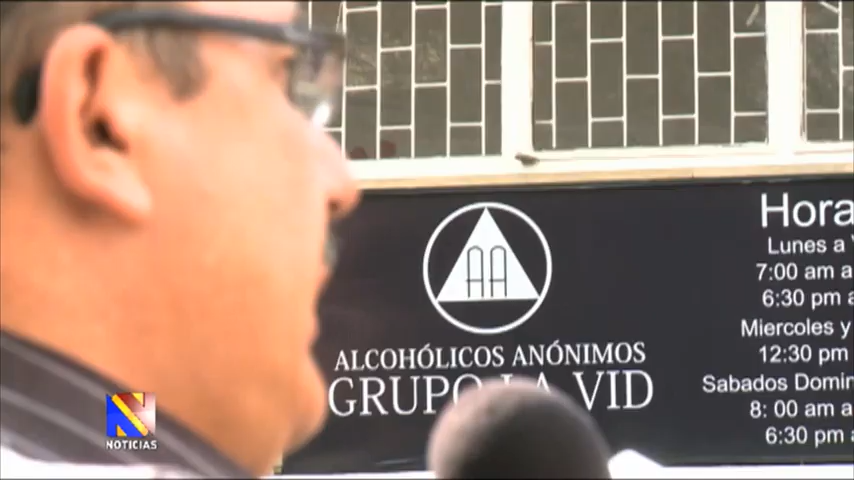 AA
ALCOHÓLICOS ANÓNIMOS
GRUPO LA VID
Hora
Lunes a
7:00 am a
6:30 pm a
Miercoles y
12:30 pm
Sabados Domin
8:00 am a
6:30 pm
N
NOTICIAS